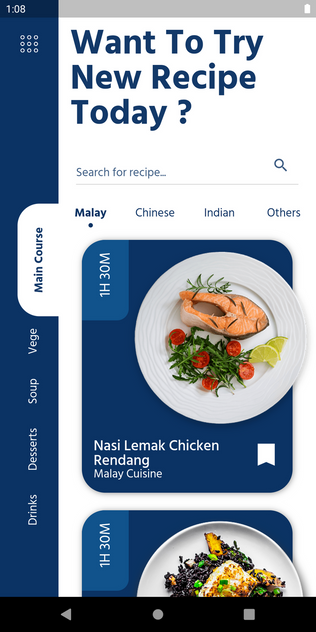 1:08
Want To Try
New Recipe
Today ?
Search for recipe...
Malay Chinese Indian Others
Main Course
Vege
Soup
Desserts
Drinks
1H 30M
Nasi Lemak Chicken
Rendang
Malay Cuisine
1H 30M